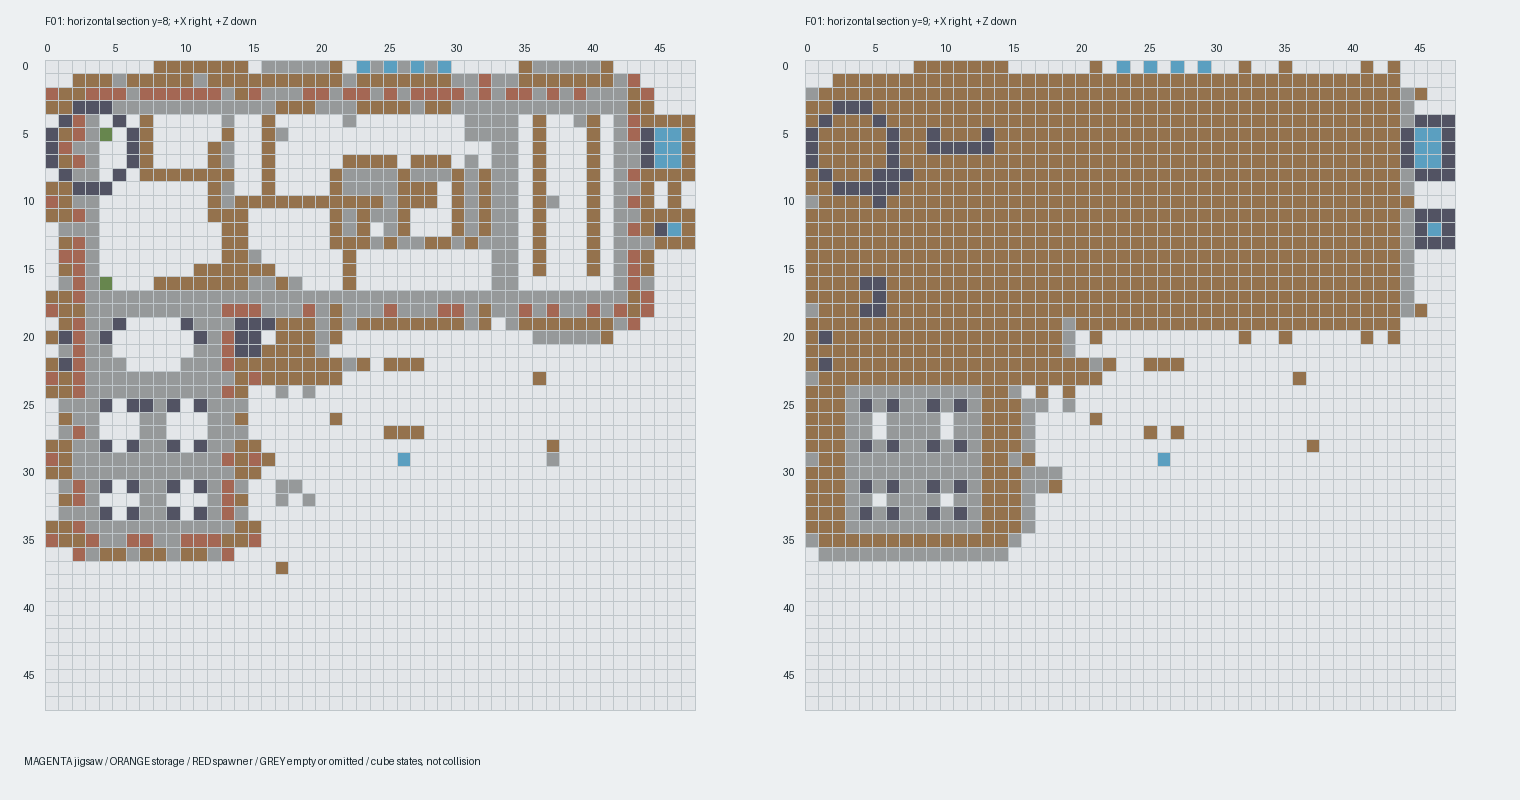 F01: horizontal section y=8; +X right, +Z down
F01: horizontal section y=9; +X right, +Z down
0 5 10 15 20 25 30 35 40 45
0 5 10 15 20 25 30 35 40 45
0 0
5 5
10 10
15 15
20 20
25 25
30 30
35 35
40 40
45 45
MAGENTA jigsaw / ORANGE storage / RED spawner / GREY empty or omitted / cube states, not collision